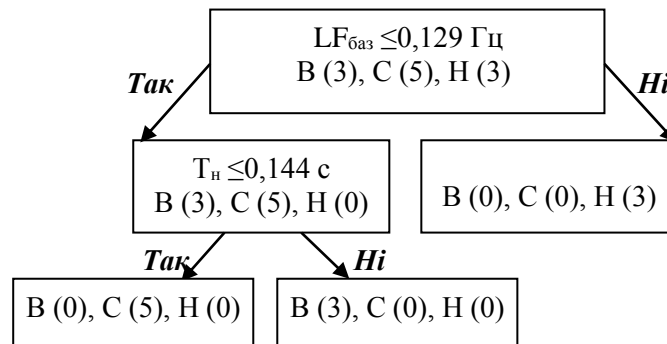 LFбаз ≤0,129 Гц
В (3), С (5), Н (3)
Так
Ні
Тн ≤0,144 с
В (3), С (5), Н (0)
В (0), С (0), Н (3)
Так
Ні
В (0), С (5), Н (0)
В (3), С (0), Н (0)